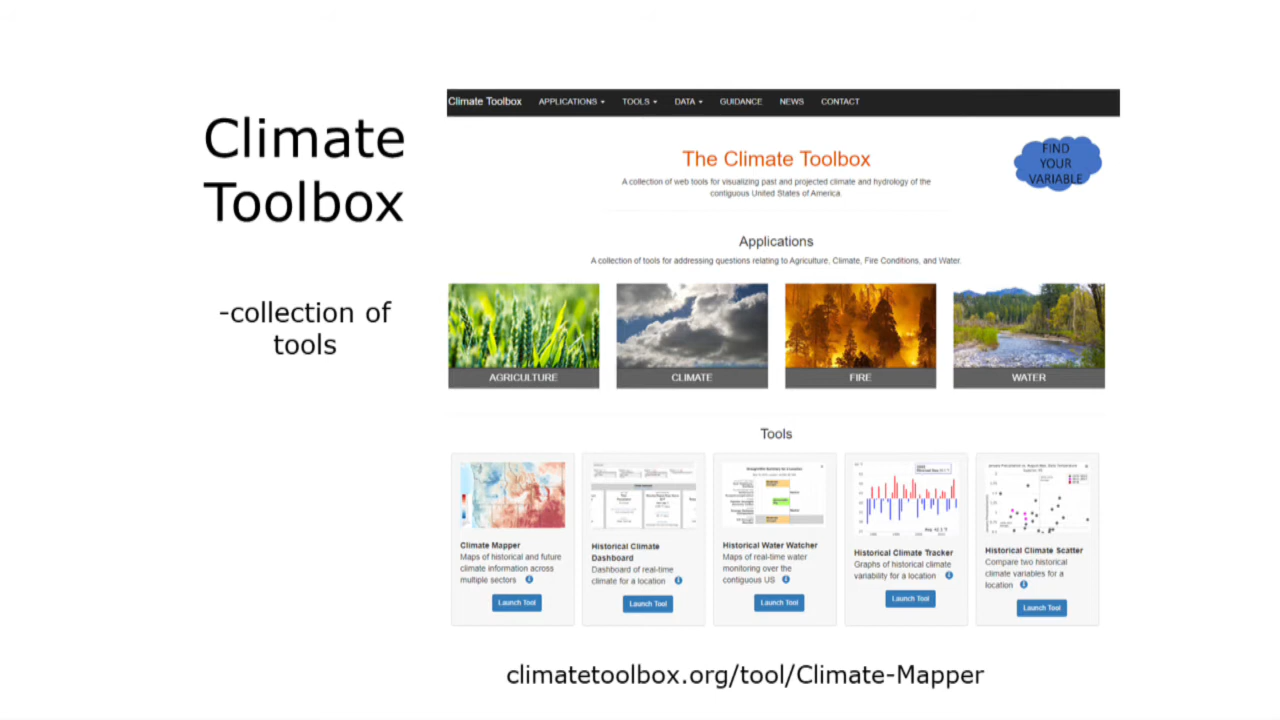 Climate
Toolbox
-collection of
tools
Climate Toolbox APPLICATIONS TOOLS DATA GUIDANCE NEWS CONTACT
The Climate Toolbox
A collection of web tools for visualizing past and projected climate and hydrology of the
contiguous United States of America.
FIND
YOUR
VARIABLE
Applications
A collection of tools for addressing questions relating to Agriculture, Climate, Fire Conditions, and Water.
AGRICULTURE
CLIMATE
FIRE
WATER
Tools
Climate Mapper
Maps of historical and future
climate information across
multiple sectors
Launch Tool
Historical Climate
Dashboard
Dashboard of real-time
climate for a location
Launch Tool
Historical Water Watcher
Maps of real-time water
monitoring over the
contiguous US
Launch Tool
Historical Climate Tracker
Graphs of historical climate
variability for a location
Launch Tool
Historical Climate Scatter
Compare two historical
climate variables for a
location
Launch Tool
climatetoolbox.org/tool/Climate-Mapper